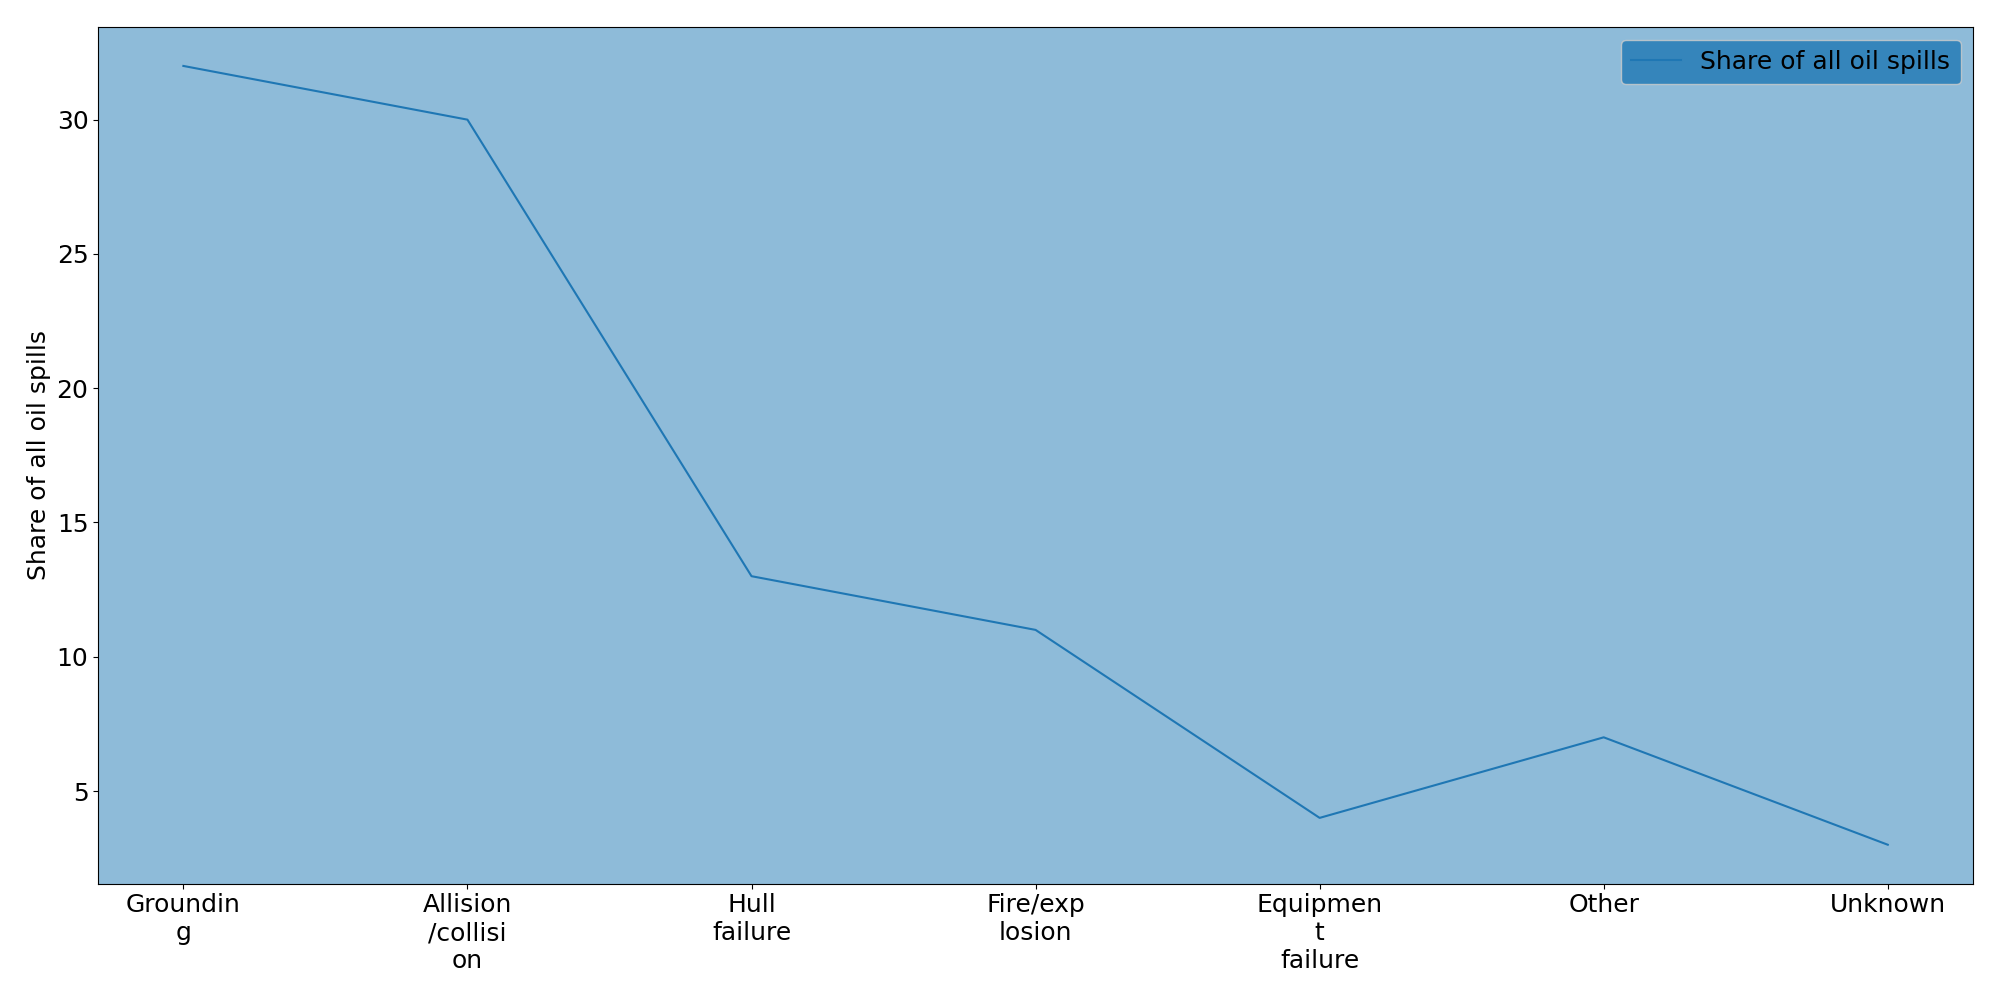 Share of all oil spills
Share of all oil spills
30
25
20
15
10
5
Groundin
g
Allision
/collisi
on
Hull
failure
Fire/exp
losion
Equipmen
t
failure
Other
Unknown